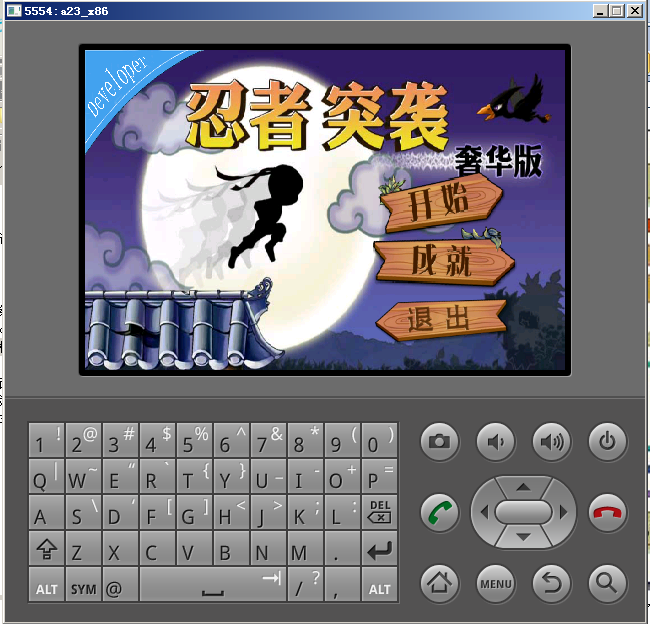 5554:a23_x86
Developer
忍者突袭
奢华版
开始
成就
退出
1 ! 2 @ 3 # 4 $ 5 % 6 ^ 7 & 8 * 9 ( 0 )
Q | W ~ E “ R ` T { Y } U _ I - O + P =
A S \ D ‘ F [ G ] H < J > K ; L : DEL
Z X C V B N M .
ALT SYM @ / ? , ALT
MENU